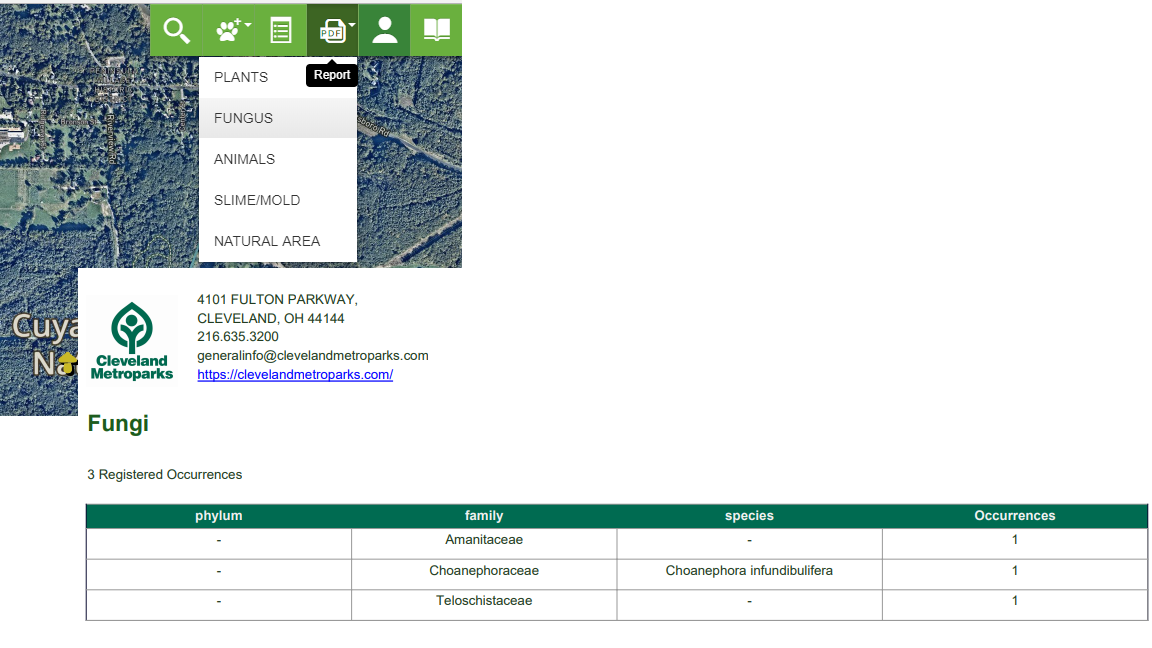 PDF
Report
PLANTS
FUNGUS
ANIMALS
SLIME/MOLD
NATURAL AREA
Cuya
Na
Cleveland
Metroparks
4101 FULTON PARKWAY,
CLEVELAND, OH 44144
216.635.3200
generalinfo@clevelandmetroparks.com
https://clevelandmetroparks.com/
Fungi
3 Registered Occurrences
phylum family species Occurrences
- Amanitaceae - 1
- Choanephoraceae Choanephora infundibulifera 1
- Teloschistaceae - 1